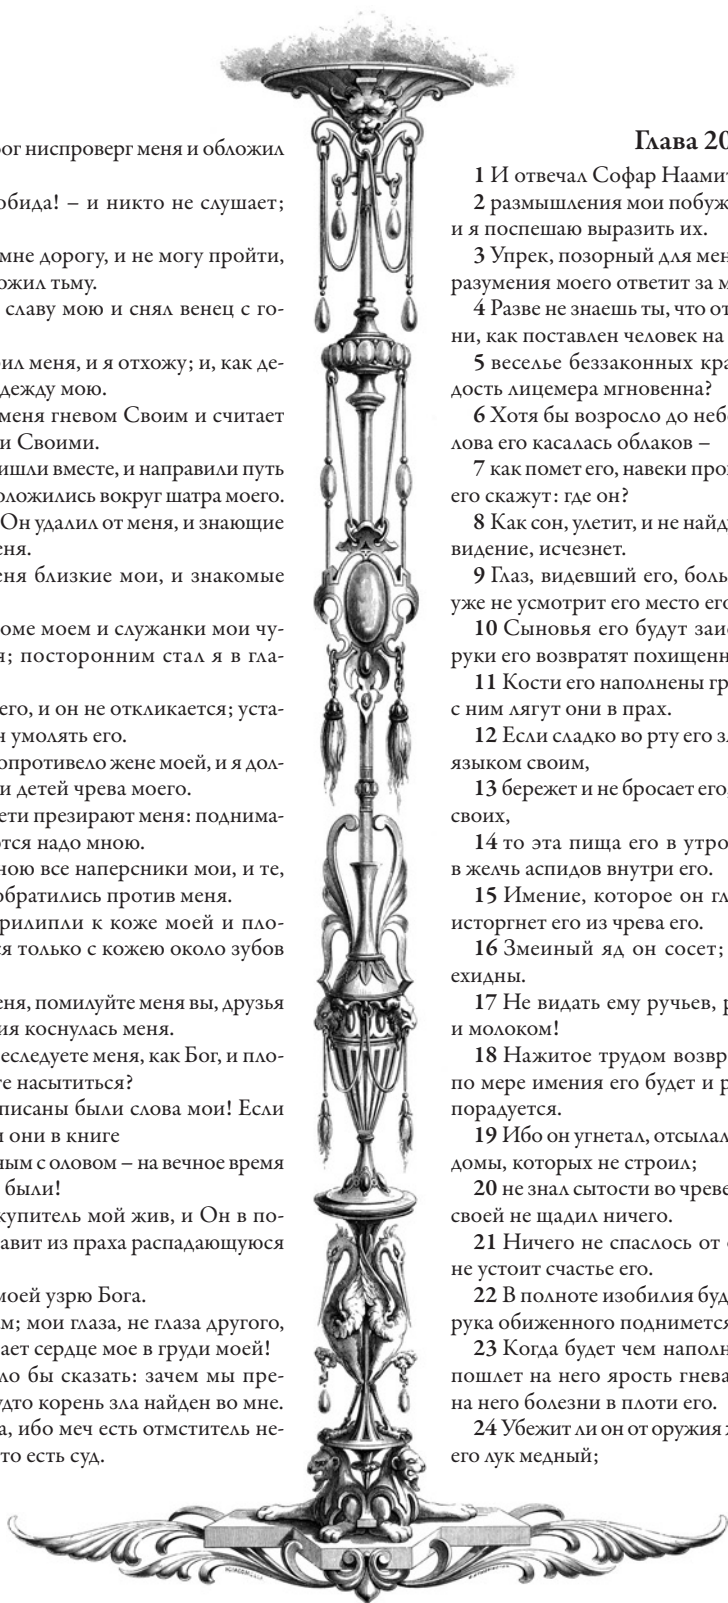 ог ниспроверг меня и обложил
обида! – и никто не слушает;
мне дорогу, и не могу пройти,
ожил тьму.
славу мою и снял венец с го-
ил меня, и я отхожу; и, как де-
дежду мою.
меня гневом Своим и считает
и Своими.
ишли вместе, и направили путь
оложились вокруг шатра моего.
Он удалил от меня, и знающие
еня.
еня близкие мои, и знакомые
оме моем и служанки мои чу-
я; посторонним стал я в гла-
его, и он не откликается; уста-
н умолять его.
опротивело жене моей, и я дол-
и детей чрева моего.
ети презирают меня: поднима-
тся надо мною.
ною все наперсники мои, и те,
обратились против меня.
рилипли к коже моей и пло-
я только с кожею около зубов
еня, помилуйте меня вы, друзья
ия коснулась меня.
еследуете меня, как Бог, и пло-
те насытиться?
писаны были слова мои! Если
и они в книге
ным с оловом – на вечное время
были!
купитель мой жив, и Он в по-
авит из праха распадающуюся
моей узрю Бога.
м; мои глаза, не глаза другого,
ает сердце мое в груди моей!
ло бы сказать: зачем мы пре-
удто корень зла найден во мне.
а, ибо меч есть отмститель не-
то есть суд.
Глава 20
1 И отвечал Софар Наамит
2 размышления мои побуж
и я поспешаю выразить их.
3 Упрек, позорный для мен
разумения моего ответит за м
4 Разве не знаешь ты, что от
ни, как поставлен человек на
5 веселье беззаконных кра
дость лицемера мгновенна?
6 Хотя бы возросло до неб
лова его касалась облаков –
7 как помет его, навеки про
его скажут: где он?
8 Как сон, улетит, и не найд
видение, исчезнет.
9 Глаз, видевший его, боль
уже не усмотрит его место ег
10 Сыновья его будут заи
руки его возвратят похищенн
11 Кости его наполнены гр
с ним лягут они в прах.
12 Если сладко во рту его з
языком своим,
13 бережет и не бросает его,
своих,
14 то эта пища его в утро
в желчь аспидов внутри его.
15 Имение, которое он гл
исторгнет его из чрева его.
16 Змеиный яд он сосет;
ехидны.
17 Не видать ему ручьев, р
и молоком!
18 Нажитое трудом возвр
по мере имения его будет и р
порадуется.
19 Ибо он угнетал, отсылал
домы, которых не строил;
20 не знал сытости во чреве
своей не щадил ничего.
21 Ничего не спаслось от о
не устоит счастье его.
22 В полноте изобилия буд
рука обиженного поднимется
23 Когда будет чем наполн
пошлет на него ярость гнева
на него болезни в плоти его.
24 Убежит ли он от оружия ж
его лук медный;